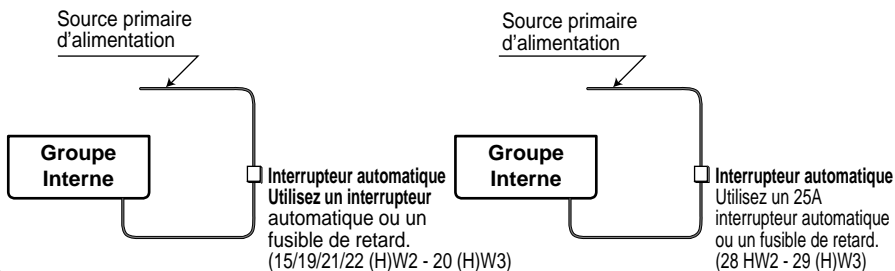 Source primaire
d'alimentation
Groupe
Interne
Interrupteur automatique
Utilisez un interrupteur
automatique ou un
fusible de retard.
(15/19/21/22 (H)W2 - 20 (H)W3)
Source primaire
d'alimentation
Groupe
Interne
Interrupteur automatique
Utilisez un 25A
interrupteur automatique
ou un fusible de retard.
(28 HW2 - 29 (H)W3)